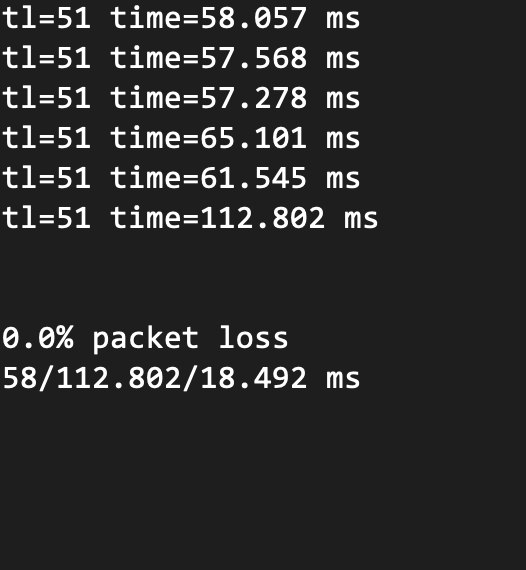 tl=51 time=58.057 ms
tl=51 time=57.568 ms
tl=51 time=57.278 ms
tl=51 time=65.101 ms
tl=51 time=61.545 ms
tl=51 time=112.802 ms
0.0% packet loss
58/112.802/18.492 ms